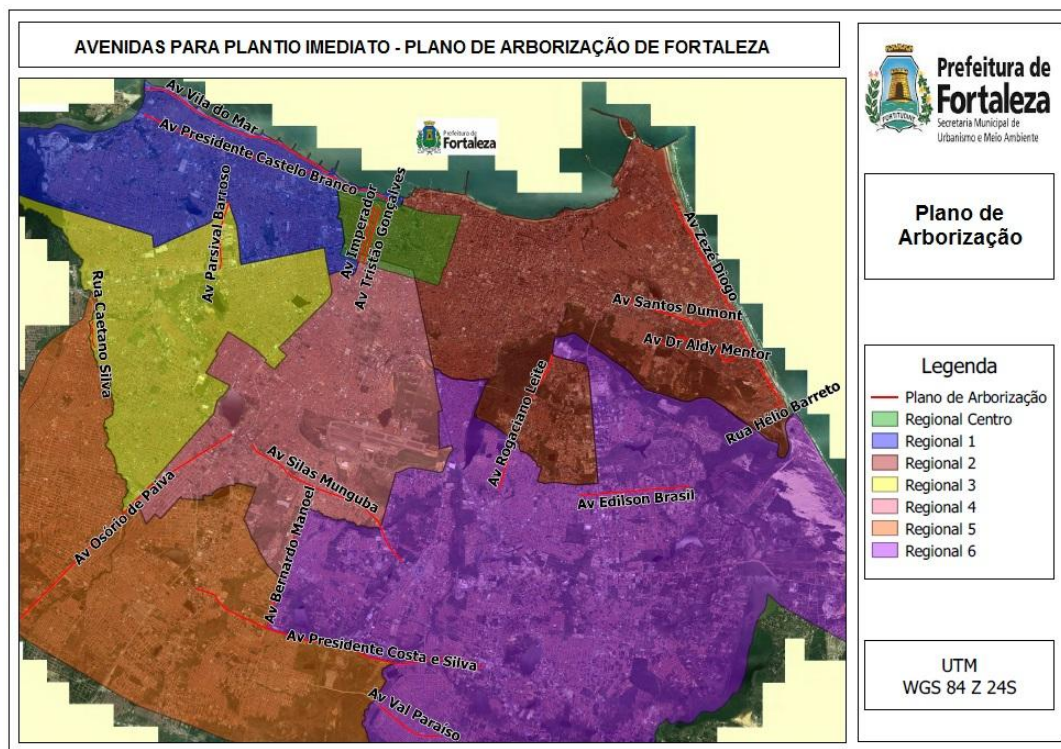 AVENIDAS PARA PLANTIO IMEDIATO - PLANO DE ARBORIZAÇÃO DE FORTALEZA
Av Vila do Mar
Av Presidente Castelo Branco
Av Parsival Barroso
Av Imperador
Av Tristão Gonçalves
Prefeitura de
Fortaleza
Rua Caetano Silva
Av Zezé Diogo
Av Santos Dumont
Av Dr Aldy Mentor
Rua Hélio Barreto
Av Rogaciano Leite
Av Edilson Brasil
Av Silas Munguba
Av Osório de Paiva
Av Bernardo Manoel
Av Presidente Costa e Silva
Av Val Paraíso
FORTITUDINE
Prefeitura de
Fortaleza
Secretaria Municipal de
Urbanismo e Meio Ambiente
Plano de
Arborização
Legenda
Plano de Arborização
Regional Centro
Regional 1
Regional 2
Regional 3
Regional 4
Regional 5
Regional 6
UTM
WGS 84 Z 24S